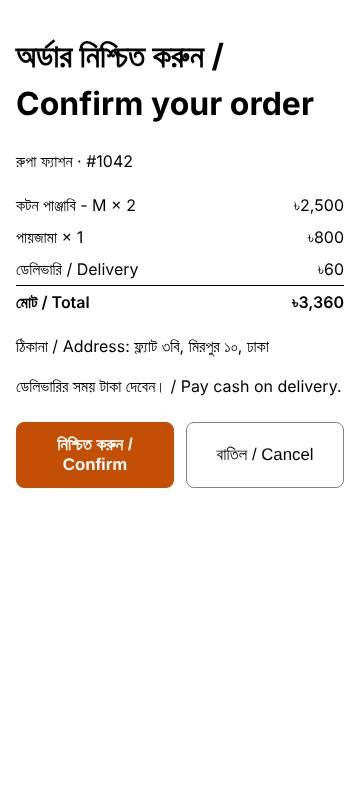 অর্ডার নিশ্চিত করুন /
Confirm your order
রুপা ফ্যাশন · #1042
কটন পাঞ্জাবি - M × 2 ৳2,500
পায়জামা × 1 ৳800
ডেলিভারি / Delivery ৳60
মোট / Total ৳3,360
ঠিকানা / Address: ফ্ল্যাট ৩বি, মিরপুর ১০, ঢাকা
ডেলিভারির সময় টাকা দেবেন। / Pay cash on delivery.
নিশ্চিত করুন /
Confirm
বাতিল / Cancel